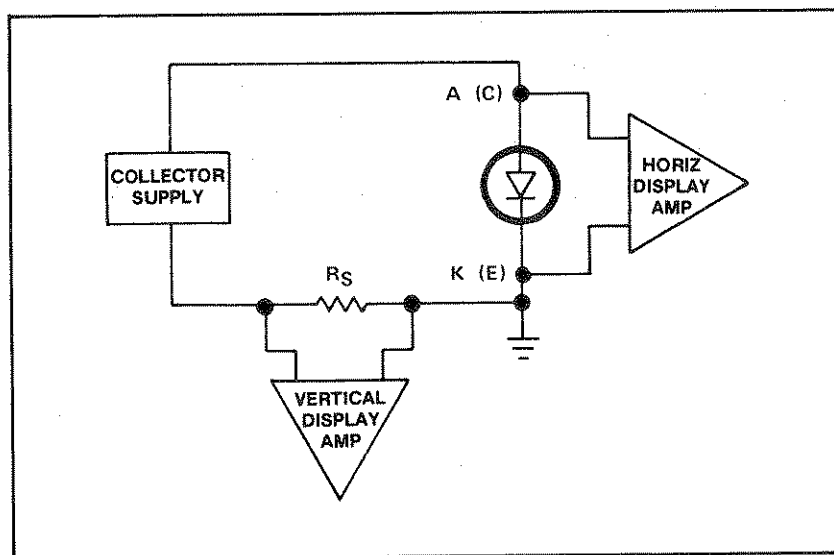 A (C)
COLLECTOR
SUPPLY
HORIZ
DISPLAY
AMP
K (E)
RS
VERTICAL
DISPLAY
AMP